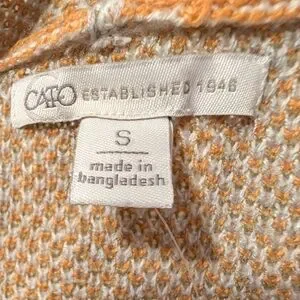 CATO ESTABLISHED 1946
S
made in
bangladesh